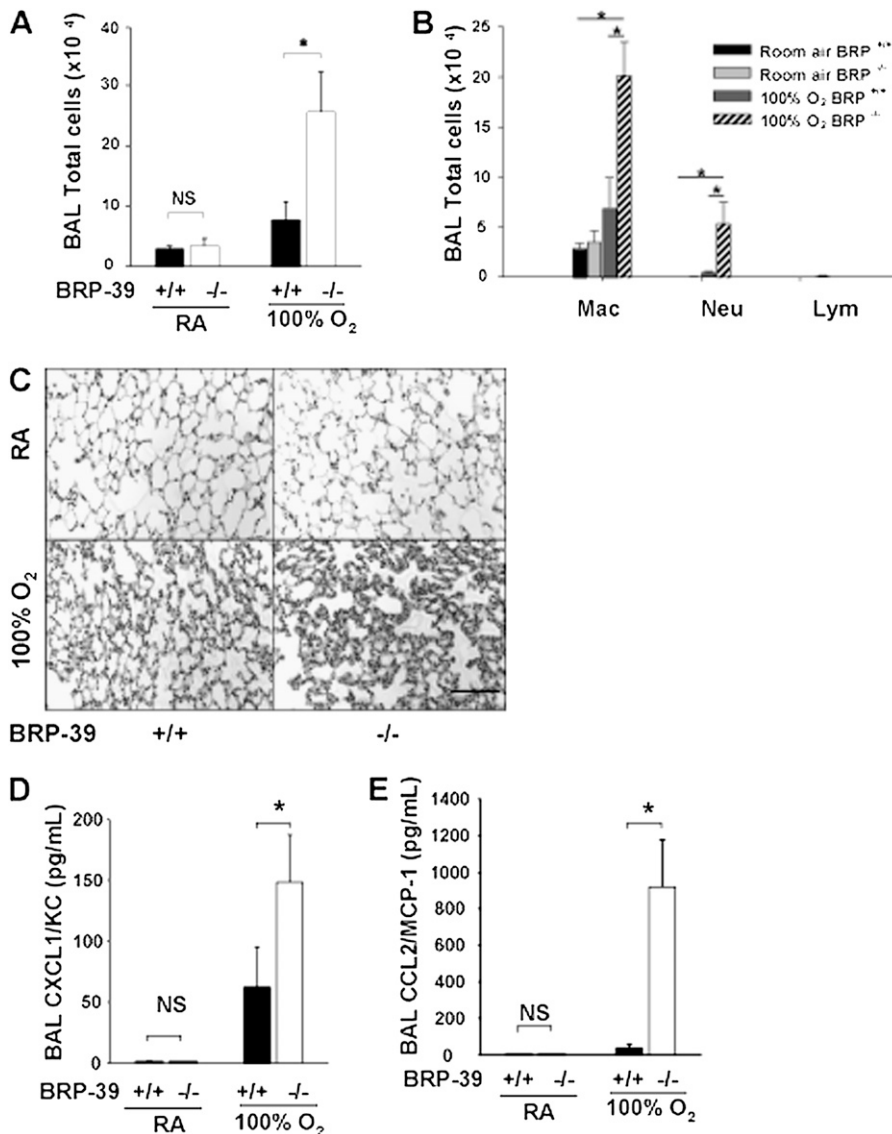 A
BAL Total cells (x10⁻⁴)
40
30
20
10
0
NS
*
BRP-39 +/+ -/- +/+ -/-
RA 100% O₂
B
BAL Total cells (x10⁻⁴)
25
20
15
10
5
0
* *
* *
Room air BRP +/+
Room air BRP -/-
100% O₂ BRP +/+
100% O₂ BRP -/-
Mac Neu Lym
C
RA
100% O₂
BRP-39 +/+ -/-
D
BAL CXCL1/KC (pg/mL)
200
150
100
50
0
NS
*
BRP-39 +/+ -/- +/+ -/-
RA 100% O₂
E
BAL CCL2/MCP-1 (pg/mL)
1400
1200
1000
800
600
400
200
0
NS
*
BRP-39 +/+ -/- +/+ -/-
RA 100% O₂